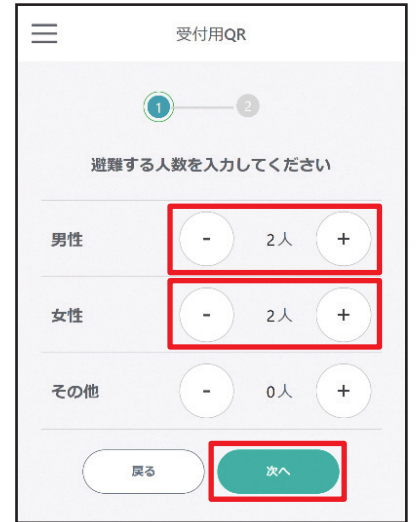 受付用QR
1 2
避難する人数を入力してください
男性 - 2人 +
女性 - 2人 +
その他 - 0人 +
戻る 次へ